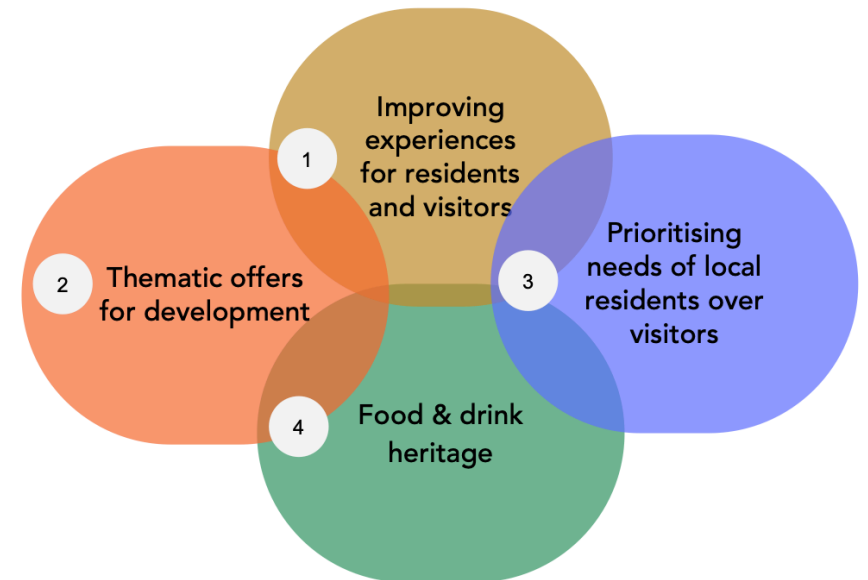 Improving
experiences
for residents
and visitors
1
Thematic offers
for development
2
Prioritising
needs of local
residents over
visitors
3
Food & drink
heritage
4